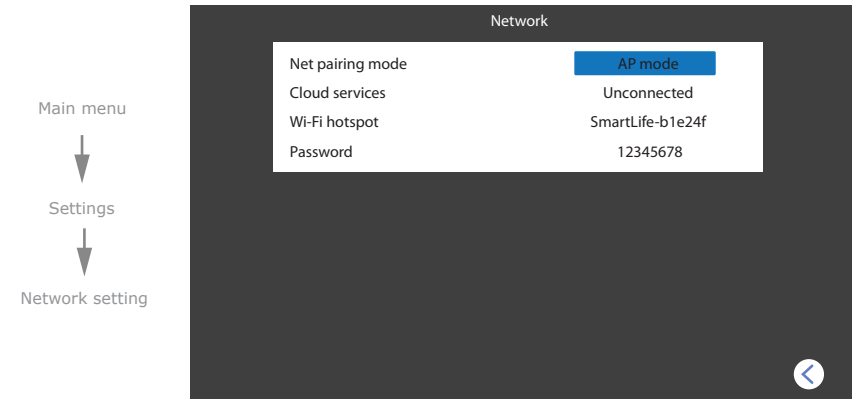 Main menu
Settings
Network setting
Network
Net pairing mode AP mode
Cloud services Unconnected
Wi-Fi hotspot SmartLife-b1e24f
Password 12345678